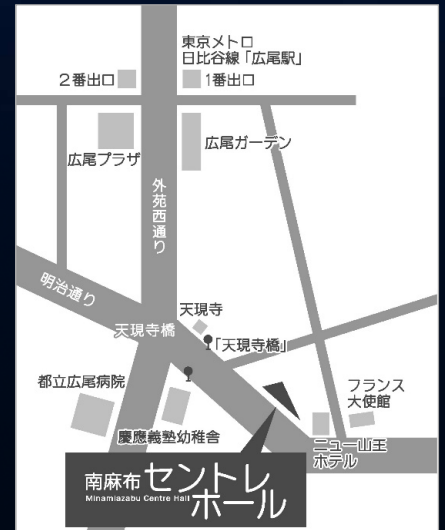 東京メトロ
日比谷線「広尾駅」
2番出口
1番出口
広尾プラザ
広尾ガーデン
外苑西通り
明治通り
天現寺
天現寺橋
「天現寺橋」
都立広尾病院
慶應義塾幼稚舎
フランス
大使館
ニュー山王
ホテル
南麻布セントレ
Minamiazabu Centre Hall
ホール